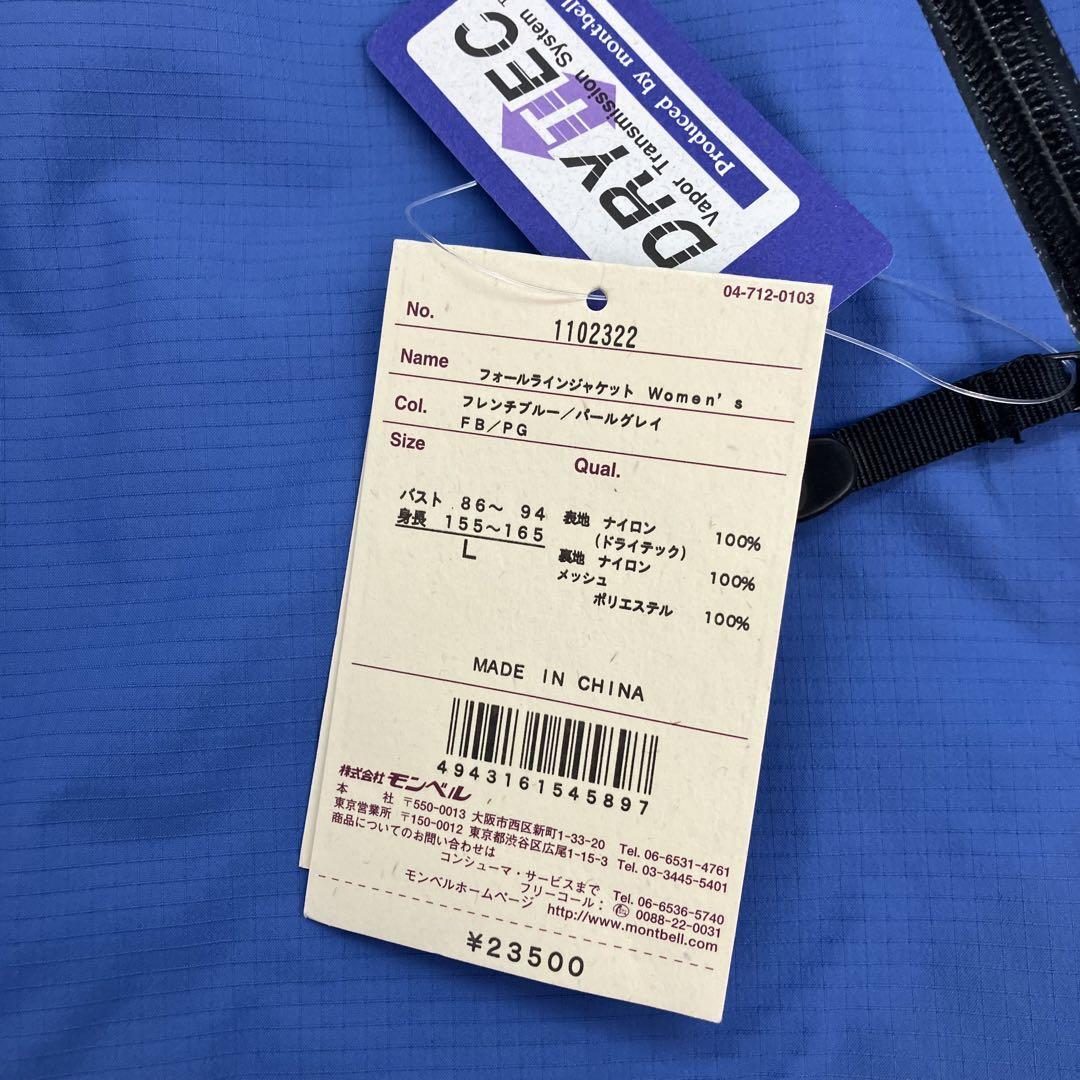 DRY TEC
Vapor Transmission System
Produced by mont-bell
04-712-0103
No.
1102322
Name
フォールラインジャケット Women's
Col.
フレンチブルー／パールグレイ
FB／PG
Size
Qual.
バスト 86～ 94
身長 155～165
L
表地 ナイロン 100%
(ドライテック)
裏地 ナイロン 100%
メッシュ
ポリエステル 100%
MADE IN CHINA
4943161545897
株式会社モンベル
本 社 〒550-0013 大阪市西区新町1-33-20 Tel. 06-6531-4761
東京営業所 〒150-0012 東京都渋谷区広尾1-15-3 Tel. 03-3445-5401
商品についてのお問い合わせは
コンシューマ・サービスまで Tel. 06-6536-5740
フリーコール： 0088-22-0031
モンベルホームページ http://www.montbell.com
¥23500